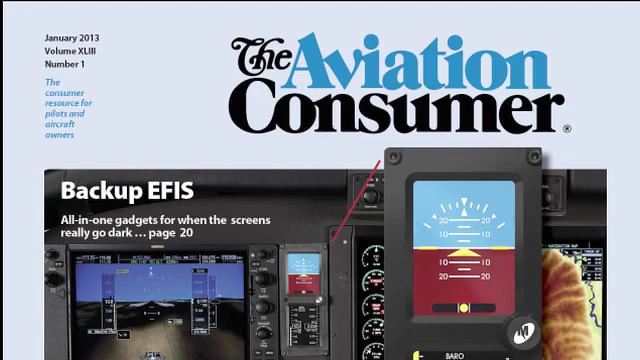 January 2013
Volume XLIII
Number 1
The
consumer
resource for
pilots and
aircraft
owners
The Aviation
Consumer®
Backup EFIS
All-in-one gadgets for when the screens
really go dark ... page 20
20 20
10 10
10 10
20 20
M
BARO